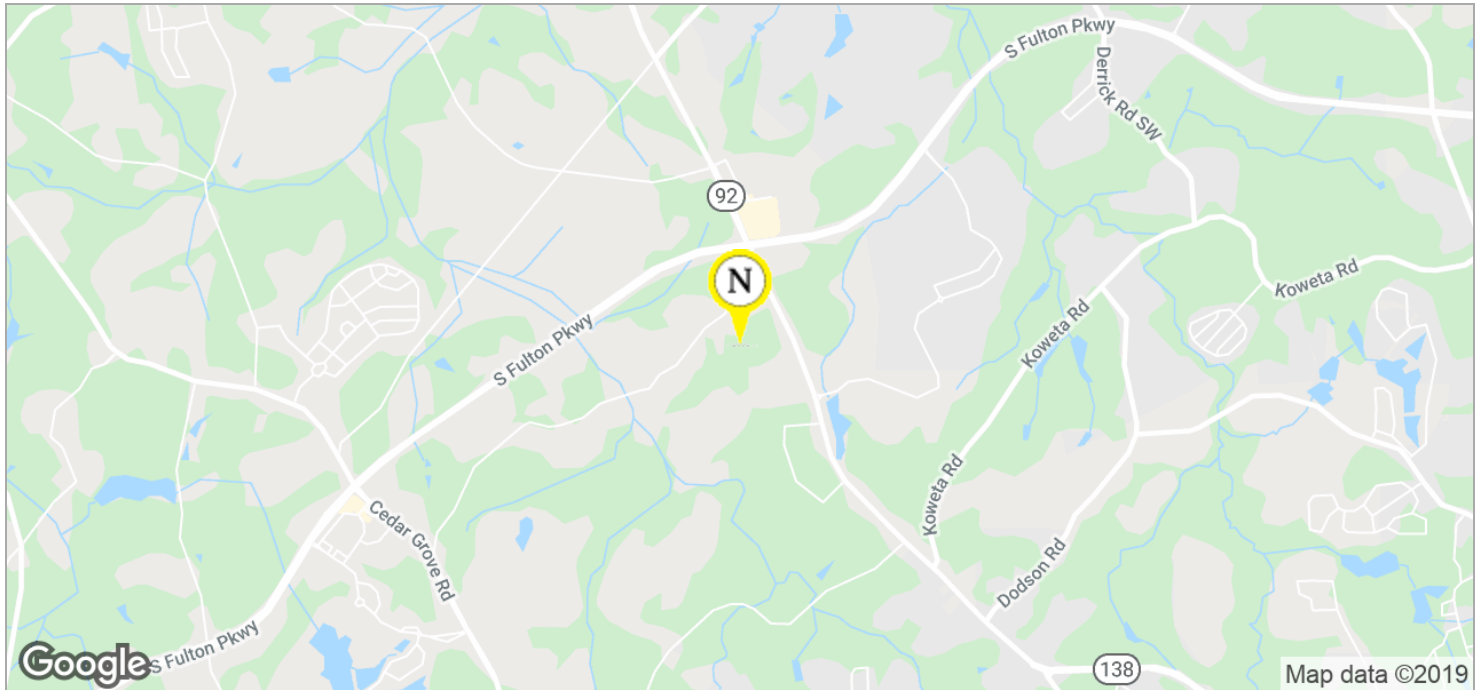 S Fulton Pkwy
Derrick Rd SW
92
N
Koweta Rd
Koweta Rd
S Fulton Pkwy
Koweta Rd
Cedar Grove Rd
Dodson Rd
S Fulton Pkwy
138
Google
Map data ©2019